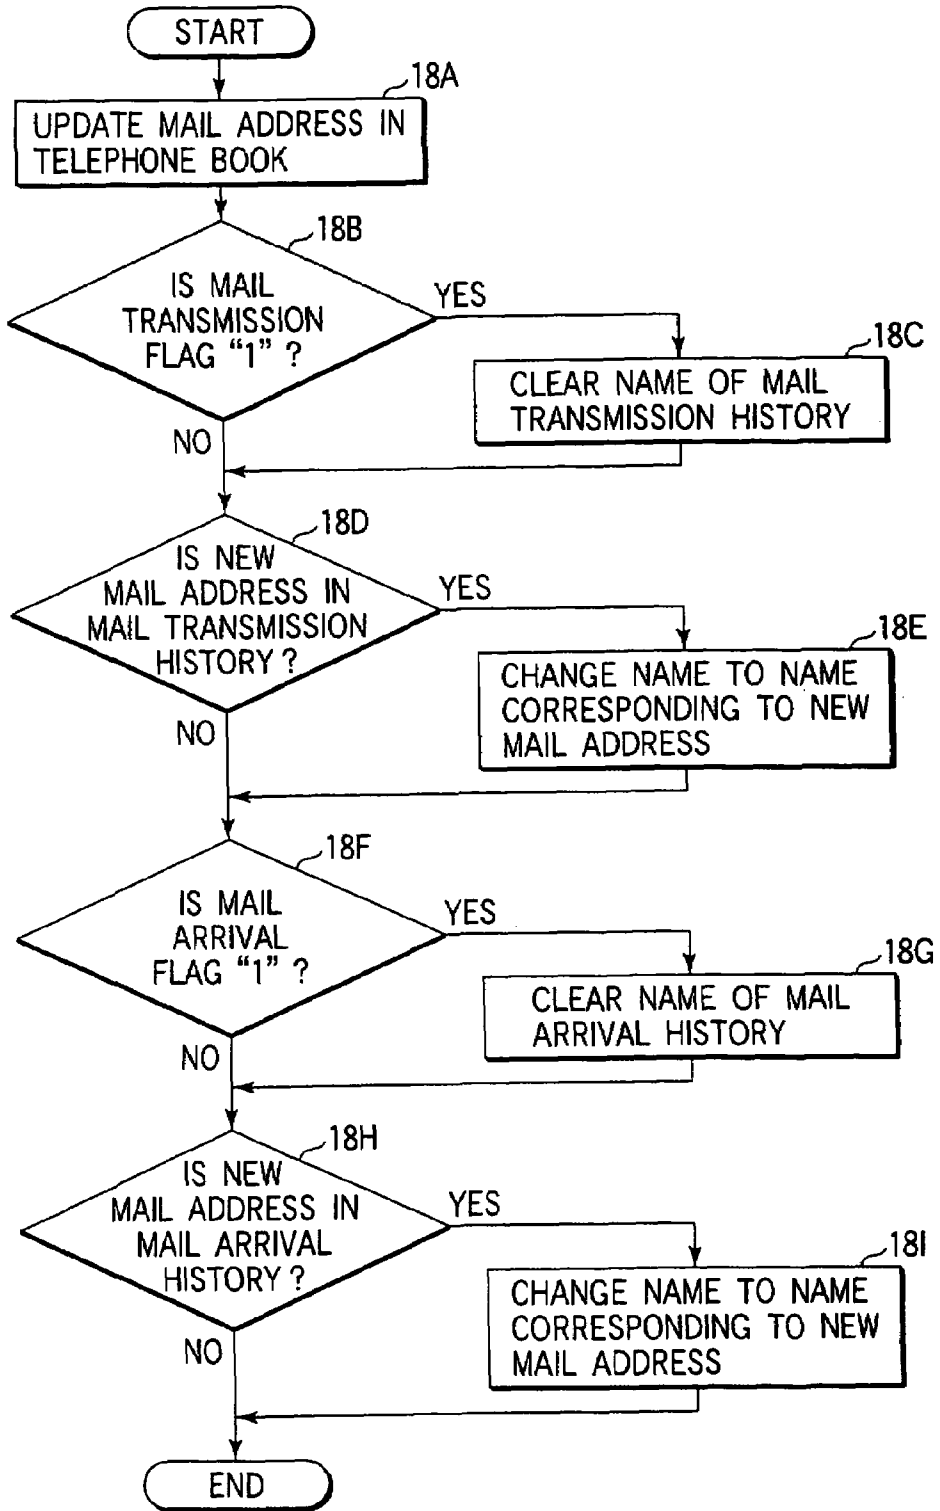 START
18A
UPDATE MAIL ADDRESS IN
TELEPHONE BOOK
18B
IS MAIL
TRANSMISSION
FLAG "1" ?
YES
NO
18C
CLEAR NAME OF MAIL
TRANSMISSION HISTORY
18D
IS NEW
MAIL ADDRESS IN
MAIL TRANSMISSION
HISTORY ?
YES
NO
18E
CHANGE NAME TO NAME
CORRESPONDING TO NEW
MAIL ADDRESS
18F
IS MAIL
ARRIVAL
FLAG "1" ?
YES
NO
18G
CLEAR NAME OF MAIL
ARRIVAL HISTORY
18H
IS NEW
MAIL ADDRESS IN
MAIL ARRIVAL
HISTORY ?
YES
NO
18I
CHANGE NAME TO NAME
CORRESPONDING TO NEW
MAIL ADDRESS
END